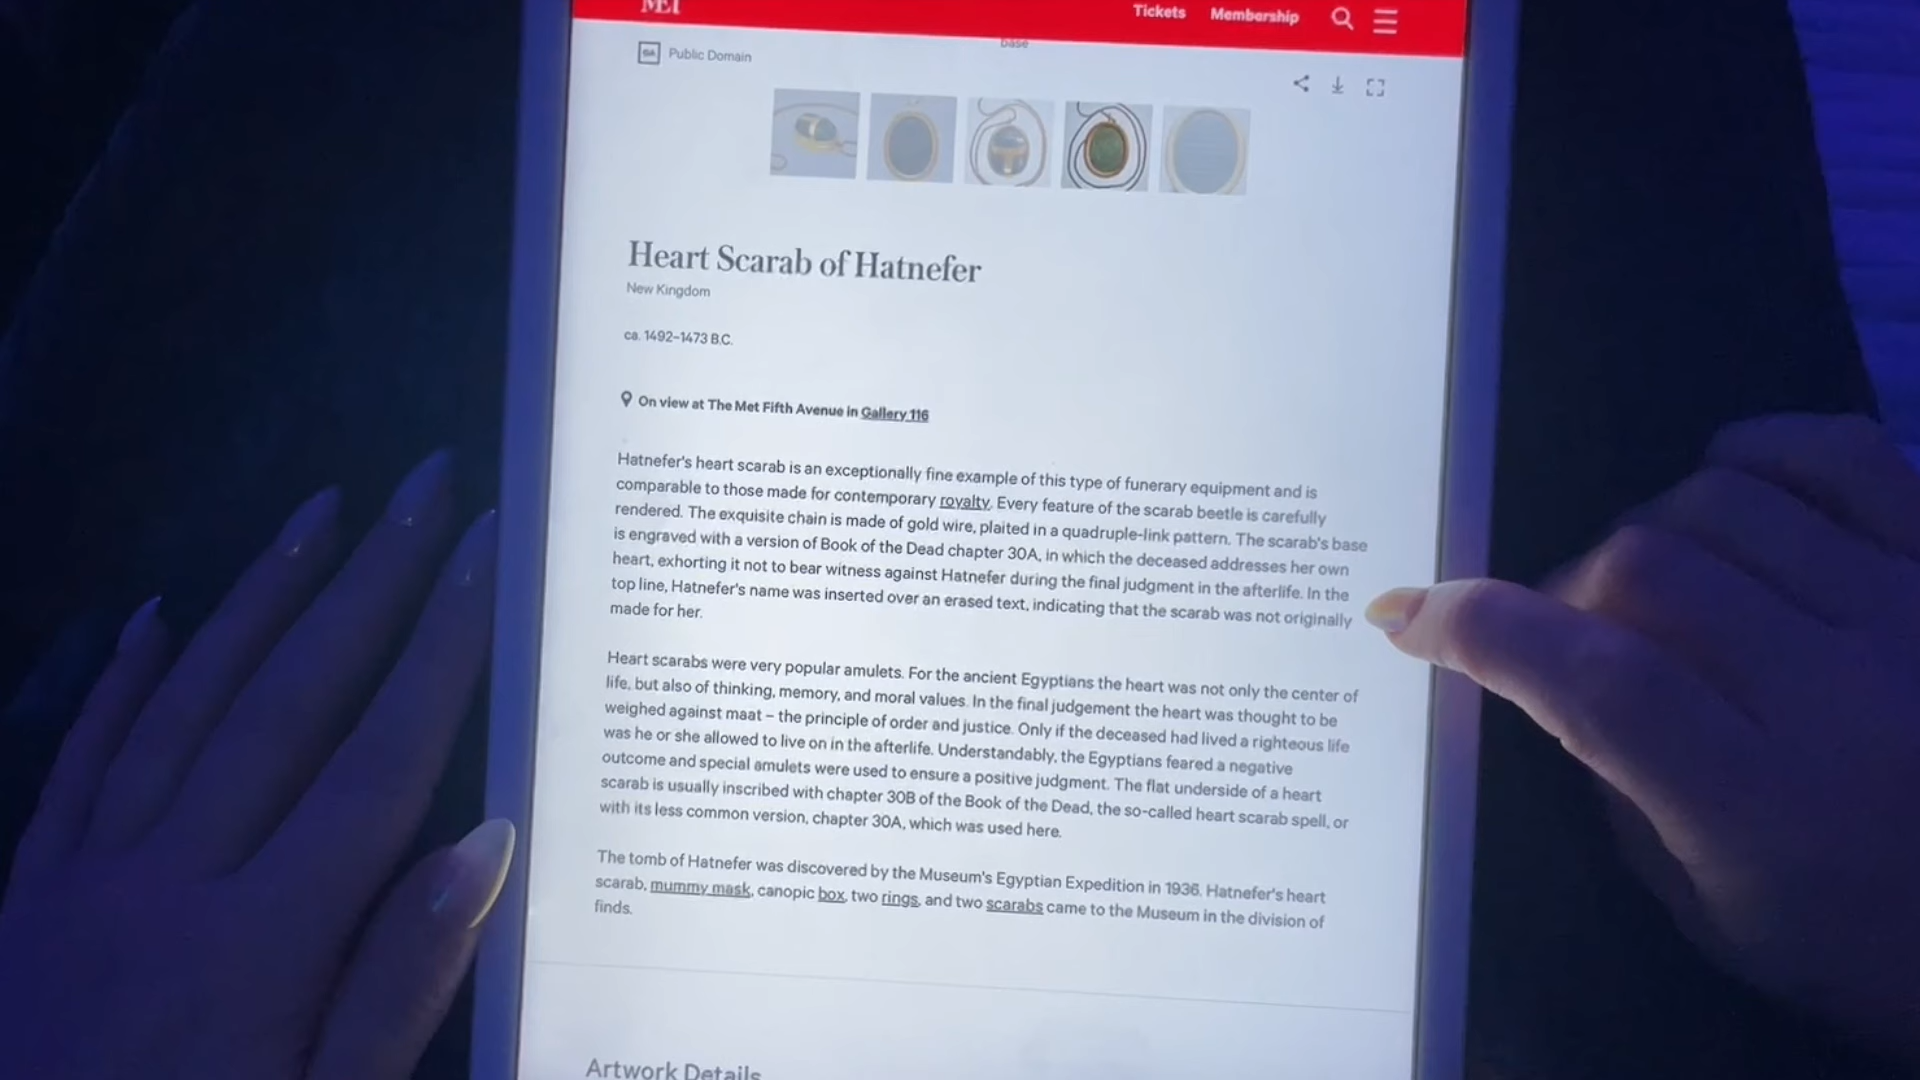 MET
Tickets Membership
base
OA Public Domain
Heart Scarab of Hatnefer
New Kingdom
ca. 1492–1473 B.C.
On view at The Met Fifth Avenue in Gallery 116
Hatnefer's heart scarab is an exceptionally fine example of this type of funerary equipment and is
comparable to those made for contemporary royalty. Every feature of the scarab beetle is carefully
rendered. The exquisite chain is made of gold wire, plaited in a quadruple-link pattern. The scarab's base
is engraved with a version of Book of the Dead chapter 30A, in which the deceased addresses her own
heart, exhorting it not to bear witness against Hatnefer during the final judgment in the afterlife. In the
top line, Hatnefer's name was inserted over an erased text, indicating that the scarab was not originally
made for her.
Heart scarabs were very popular amulets. For the ancient Egyptians the heart was not only the center of
life, but also of thinking, memory, and moral values. In the final judgement the heart was thought to be
weighed against maat – the principle of order and justice. Only if the deceased had lived a righteous life
was he or she allowed to live on in the afterlife. Understandably, the Egyptians feared a negative
outcome and special amulets were used to ensure a positive judgment. The flat underside of a heart
scarab is usually inscribed with chapter 30B of the Book of the Dead, the so-called heart scarab spell, or
with its less common version, chapter 30A, which was used here.
The tomb of Hatnefer was discovered by the Museum's Egyptian Expedition in 1936. Hatnefer's heart
scarab, mummy mask, canopic box, two rings, and two scarabs came to the Museum in the division of
finds.
Artwork Details